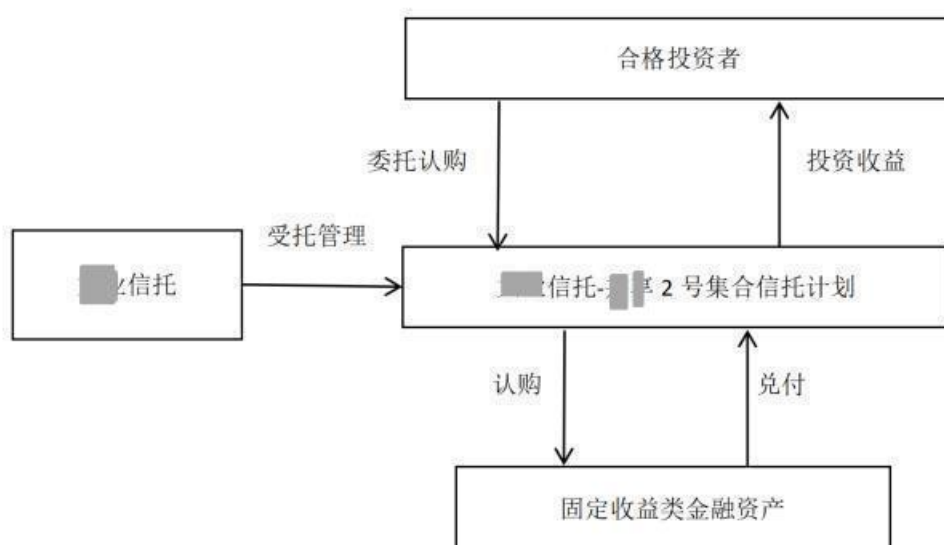 合格投资者
委托认购
投资收益
受托管理
信托
信托- 2 号集合信托计划
认购
兑付
固定收益类金融资产